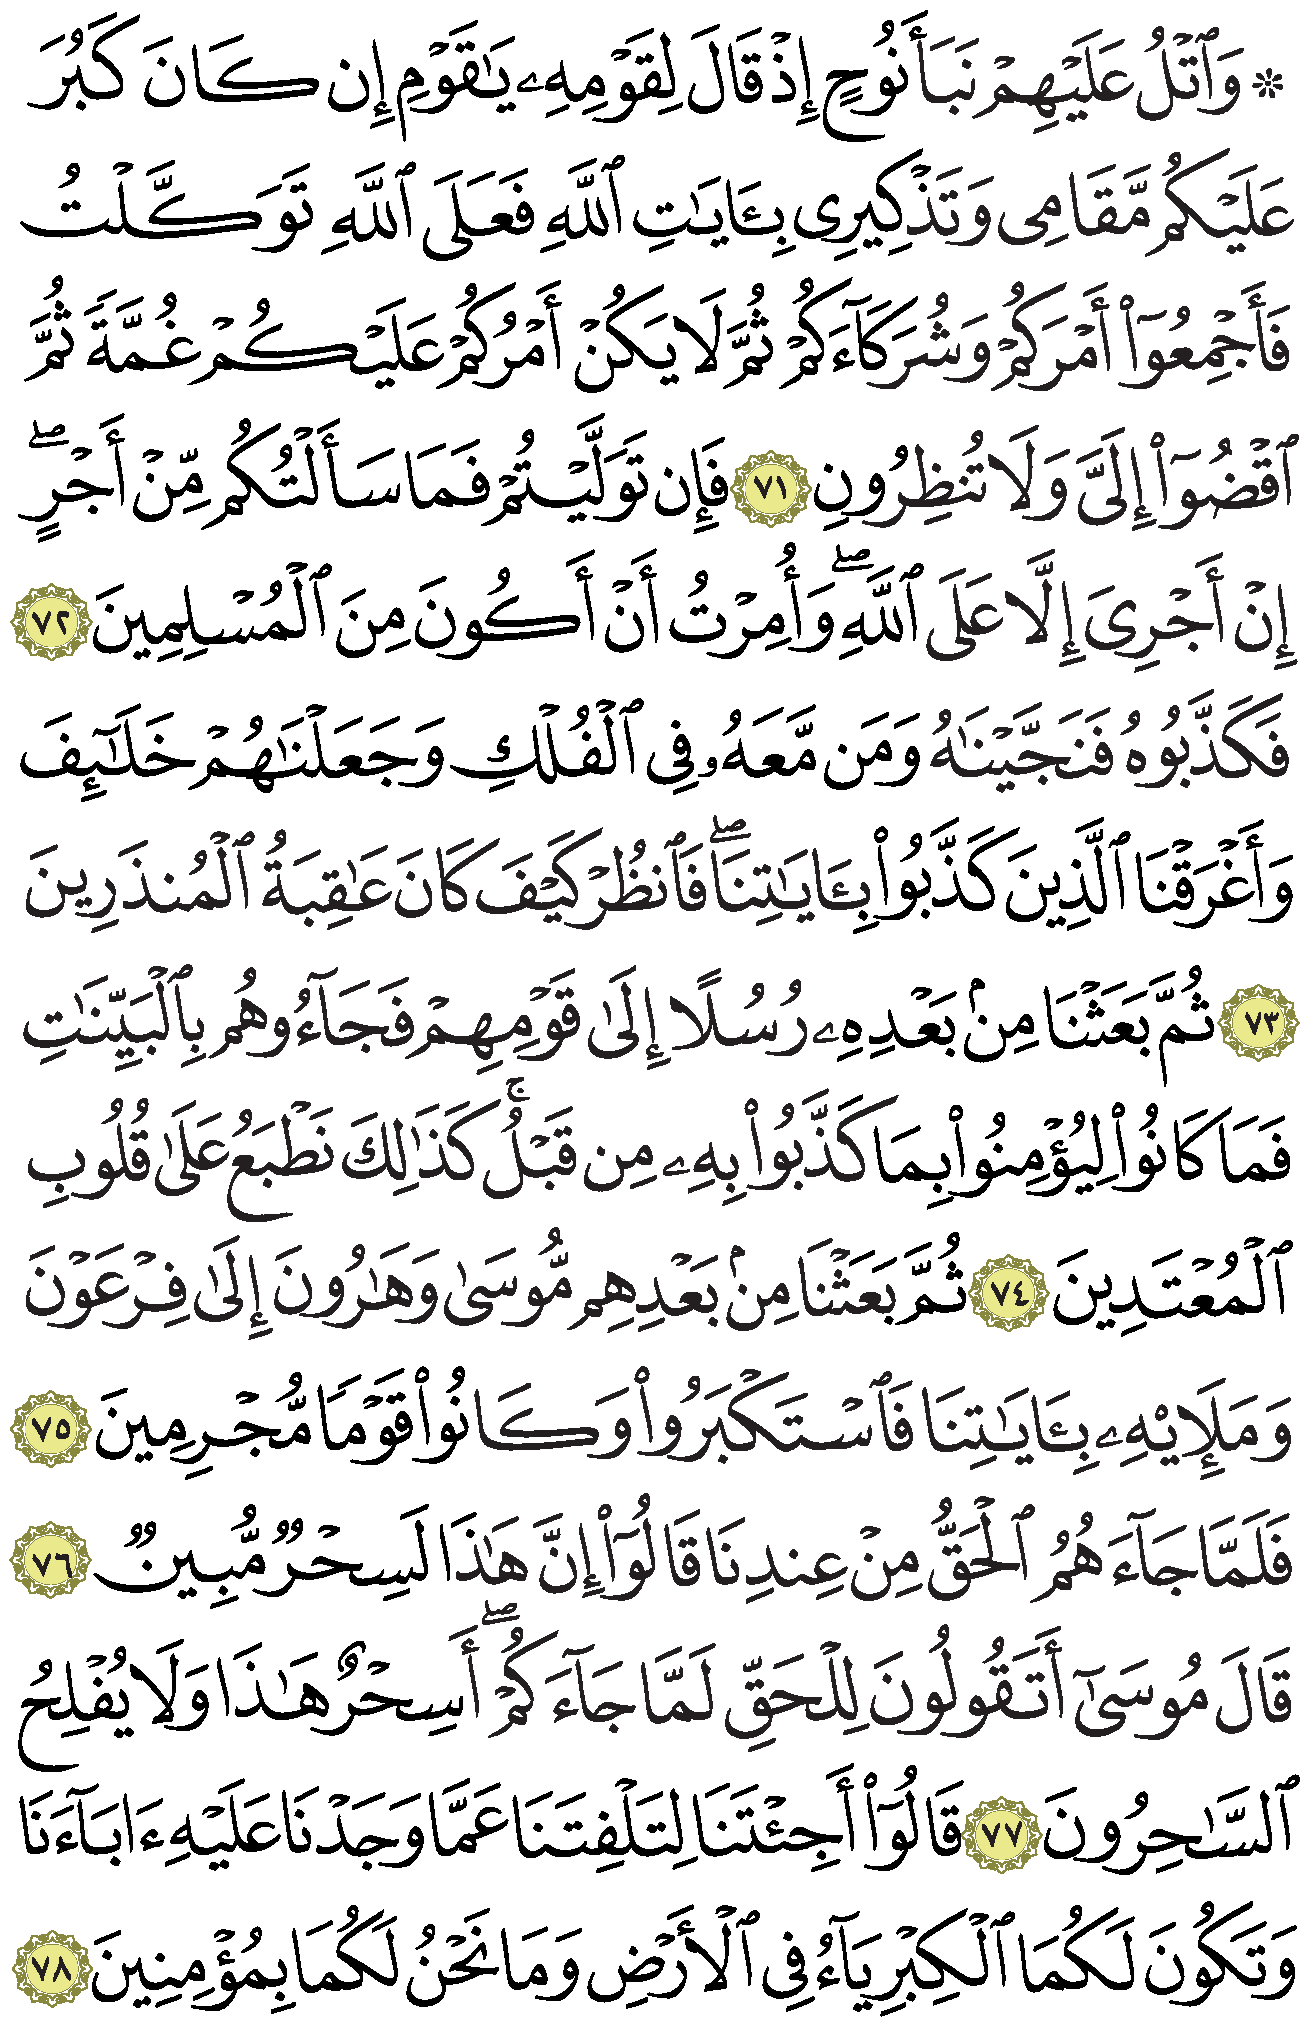 ۞ وَٱتۡلُ عَلَيۡهِمۡ نَبَأَ نُوحٍ إِذۡ قَالَ لِقَوۡمِهِۦ يَٰقَوۡمِ إِن كَانَ كَبُرَ
عَلَيۡكُم مَّقَامِي وَتَذۡكِيرِي بِـَٔايَٰتِ ٱللَّهِ فَعَلَى ٱللَّهِ تَوَكَّلۡتُ
فَأَجۡمِعُوٓاْ أَمۡرَكُمۡ وَشُرَكَآءَكُمۡ ثُمَّ لَا يَكُنۡ أَمۡرُكُمۡ عَلَيۡكُمۡ غُمَّةٗ ثُمَّ
ٱقۡضُوٓاْ إِلَيَّ وَلَا تُنظِرُونِ ٧١ فَإِن تَوَلَّيۡتُمۡ فَمَا سَأَلۡتُكُم مِّنۡ أَجۡرٍۖ
إِنۡ أَجۡرِيَ إِلَّا عَلَى ٱللَّهِۖ وَأُمِرۡتُ أَنۡ أَكُونَ مِنَ ٱلۡمُسۡلِمِينَ ٧٢
فَكَذَّبُوهُ فَنَجَّيۡنَٰهُ وَمَن مَّعَهُۥ فِي ٱلۡفُلۡكِ وَجَعَلۡنَٰهُمۡ خَلَٰٓئِفَ
وَأَغۡرَقۡنَا ٱلَّذِينَ كَذَّبُواْ بِـَٔايَٰتِنَاۖ فَٱنظُرۡ كَيۡفَ كَانَ عَٰقِبَةُ ٱلۡمُنذَرِينَ
٧٣ ثُمَّ بَعَثۡنَا مِنۢ بَعۡدِهِۦ رُسُلًا إِلَىٰ قَوۡمِهِمۡ فَجَآءُوهُم بِٱلۡبَيِّنَٰتِ
فَمَا كَانُواْ لِيُؤۡمِنُواْ بِمَا كَذَّبُواْ بِهِۦ مِن قَبۡلُۚ كَذَٰلِكَ نَطۡبَعُ عَلَىٰ قُلُوبِ
ٱلۡمُعۡتَدِينَ ٧٤ ثُمَّ بَعَثۡنَا مِنۢ بَعۡدِهِم مُّوسَىٰ وَهَٰرُونَ إِلَىٰ فِرۡعَوۡنَ
وَمَلَإِيْهِۦ بِـَٔايَٰتِنَا فَٱسۡتَكۡبَرُواْ وَكَانُواْ قَوۡمٗا مُّجۡرِمِينَ ٧٥
فَلَمَّا جَآءَهُمُ ٱلۡحَقُّ مِنۡ عِندِنَا قَالُوٓاْ إِنَّ هَٰذَا لَسِحۡرٞ مُّبِينٞ ٧٦
قَالَ مُوسَىٰٓ أَتَقُولُونَ لِلۡحَقِّ لَمَّا جَآءَكُمۡۖ أَسِحۡرٌ هَٰذَا وَلَا يُفۡلِحُ
ٱلسَّٰحِرُونَ ٧٧ قَالُوٓاْ أَجِئۡتَنَا لِتَلۡفِتَنَا عَمَّا وَجَدۡنَا عَلَيۡهِ ءَابَآءَنَا
وَتَكُونَ لَكُمَا ٱلۡكِبۡرِيَآءُ فِي ٱلۡأَرۡضِ وَمَا نَحۡنُ لَكُمَا بِمُؤۡمِنِينَ ٧٨